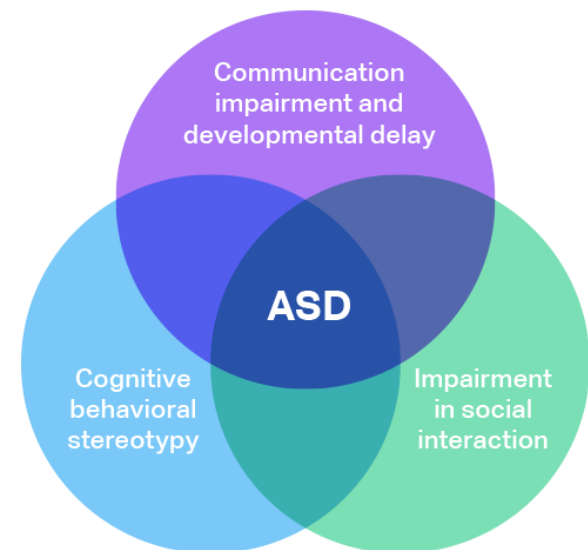 Communication
impairment and
developmental delay
ASD
Cognitive
behavioral
stereotypy
Impairment
in social
interaction